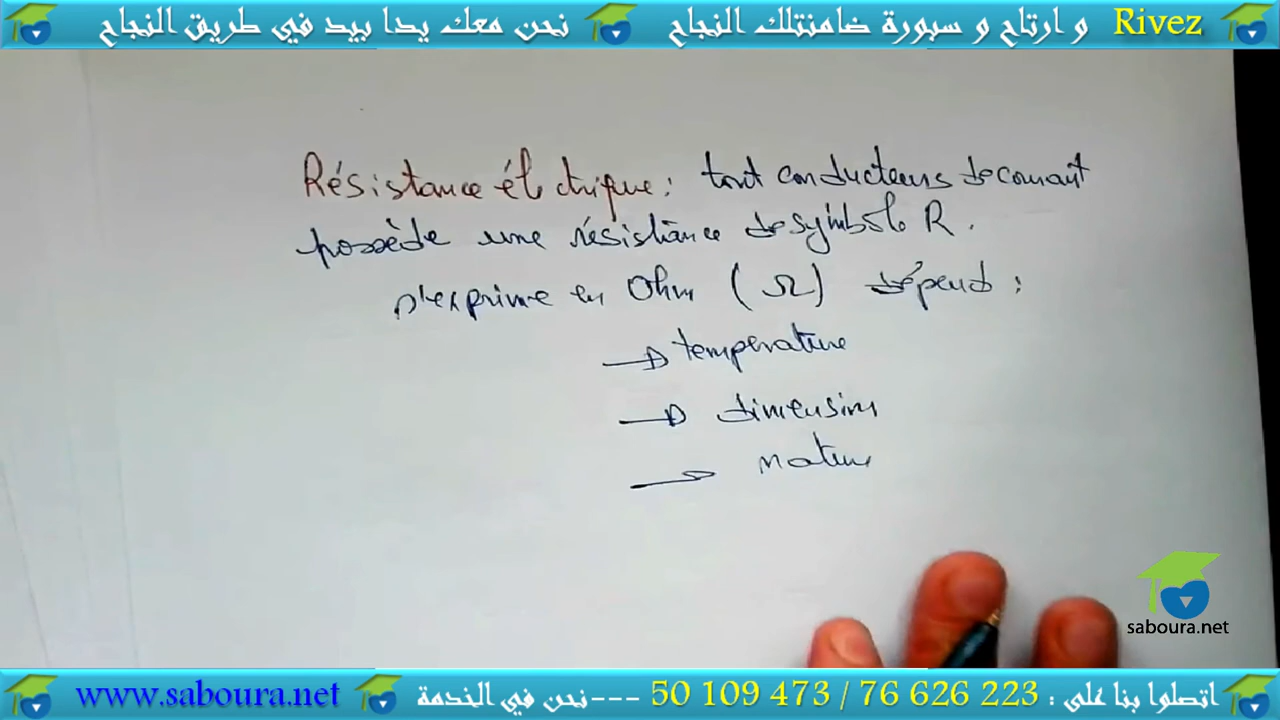 Rivez و ارتاح و سبورة ضامنتلك النجاح نحن معك يدا بيد في طريق النجاح
Résistance électrique : tout conducteurs de courant
possède une résistance de symbole R.
s'exprime en Ohm (Ω) dépend :
→ température
→ dimensions
→ nature
saboura.net
اتصلوا بنا على : 50 109 473 / 76 626 223 ---نحن في الخدمة www.saboura.net